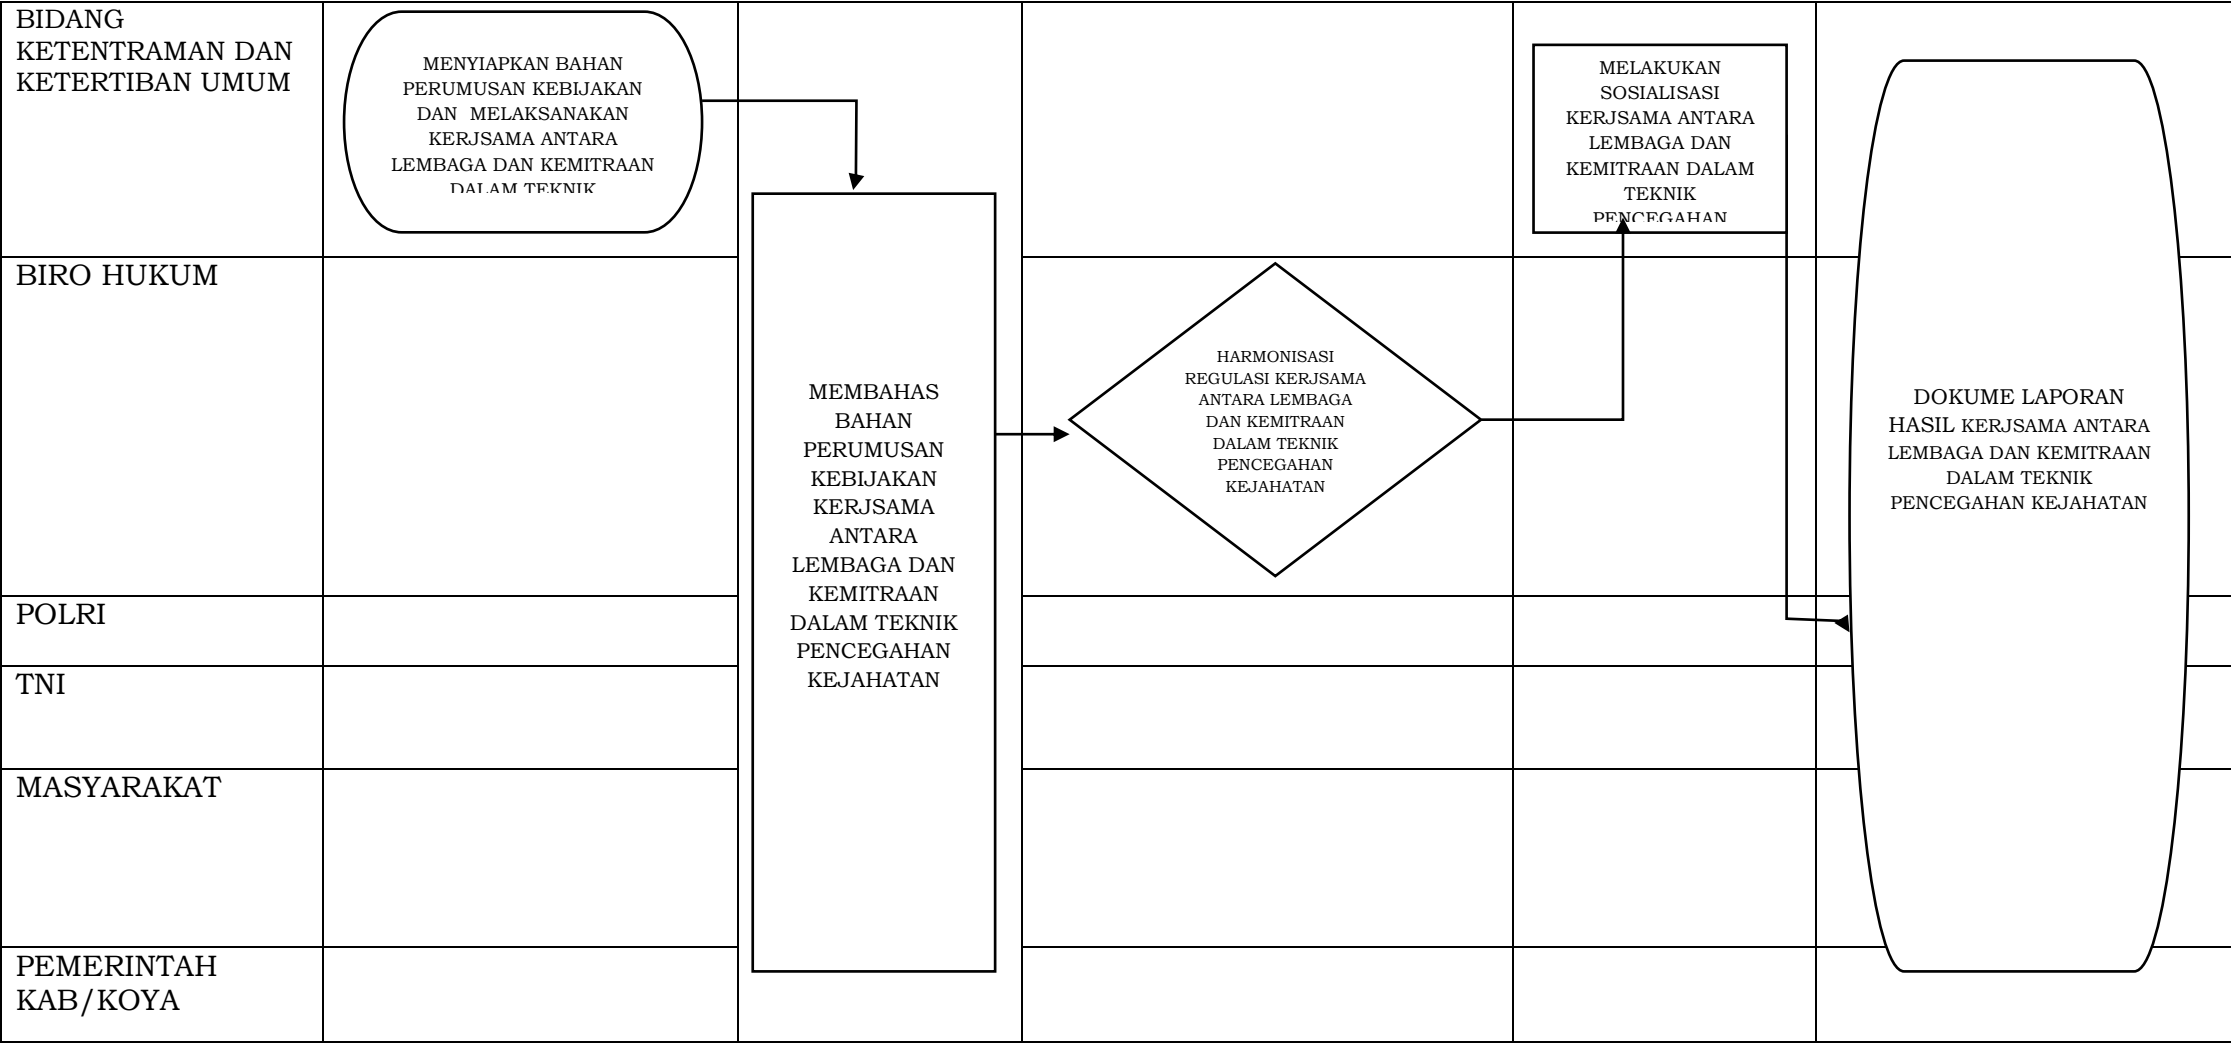 BIDANG
KETENTRAMAN DAN
KETERTIBAN UMUM
MENYIAPKAN BAHAN
PERUMUSAN KEBIJAKAN
DAN MELAKSANAKAN
KERJSAMA ANTARA
LEMBAGA DAN KEMITRAAN
DALAM TEKNIK
MELAKUKAN
SOSIALISASI
KERJSAMA ANTARA
LEMBAGA DAN
KEMITRAAN DALAM
TEKNIK
PENCEGAHAN
BIRO HUKUM
MEMBAHAS
BAHAN
PERUMUSAN
KEBIJAKAN
KERJSAMA
ANTARA
LEMBAGA DAN
KEMITRAAN
DALAM TEKNIK
PENCEGAHAN
KEJAHATAN
HARMONISASI
REGULASI KERJSAMA
ANTARA LEMBAGA
DAN KEMITRAAN
DALAM TEKNIK
PENCEGAHAN
KEJAHATAN
DOKUME LAPORAN
HASIL KERJSAMA ANTARA
LEMBAGA DAN KEMITRAAN
DALAM TEKNIK
PENCEGAHAN KEJAHATAN
POLRI
TNI
MASYARAKAT
PEMERINTAH
KAB/KOYA